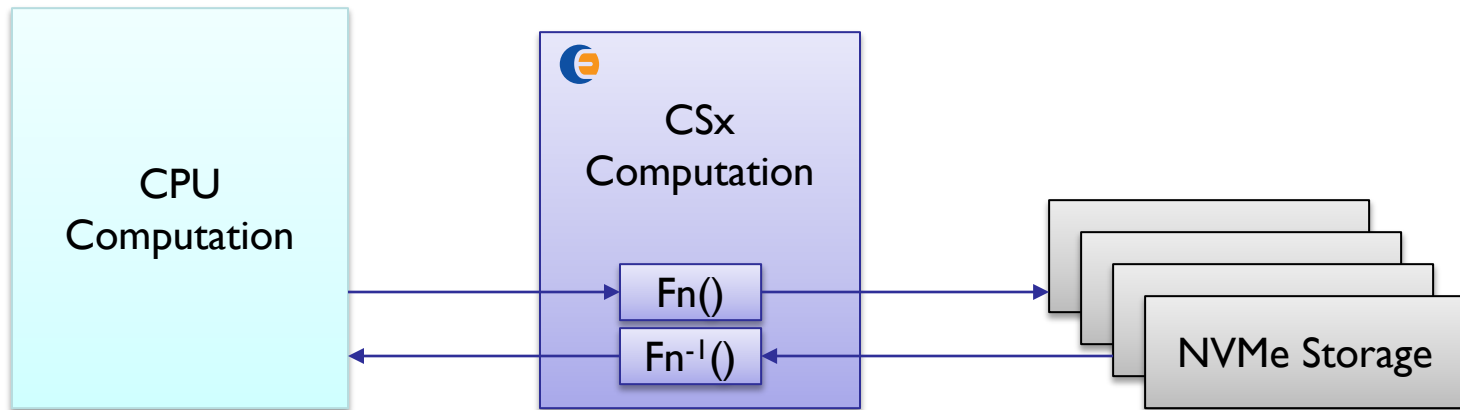 CPU
Computation
CSx
Computation
Fn()
Fn⁻¹()
NVMe Storage